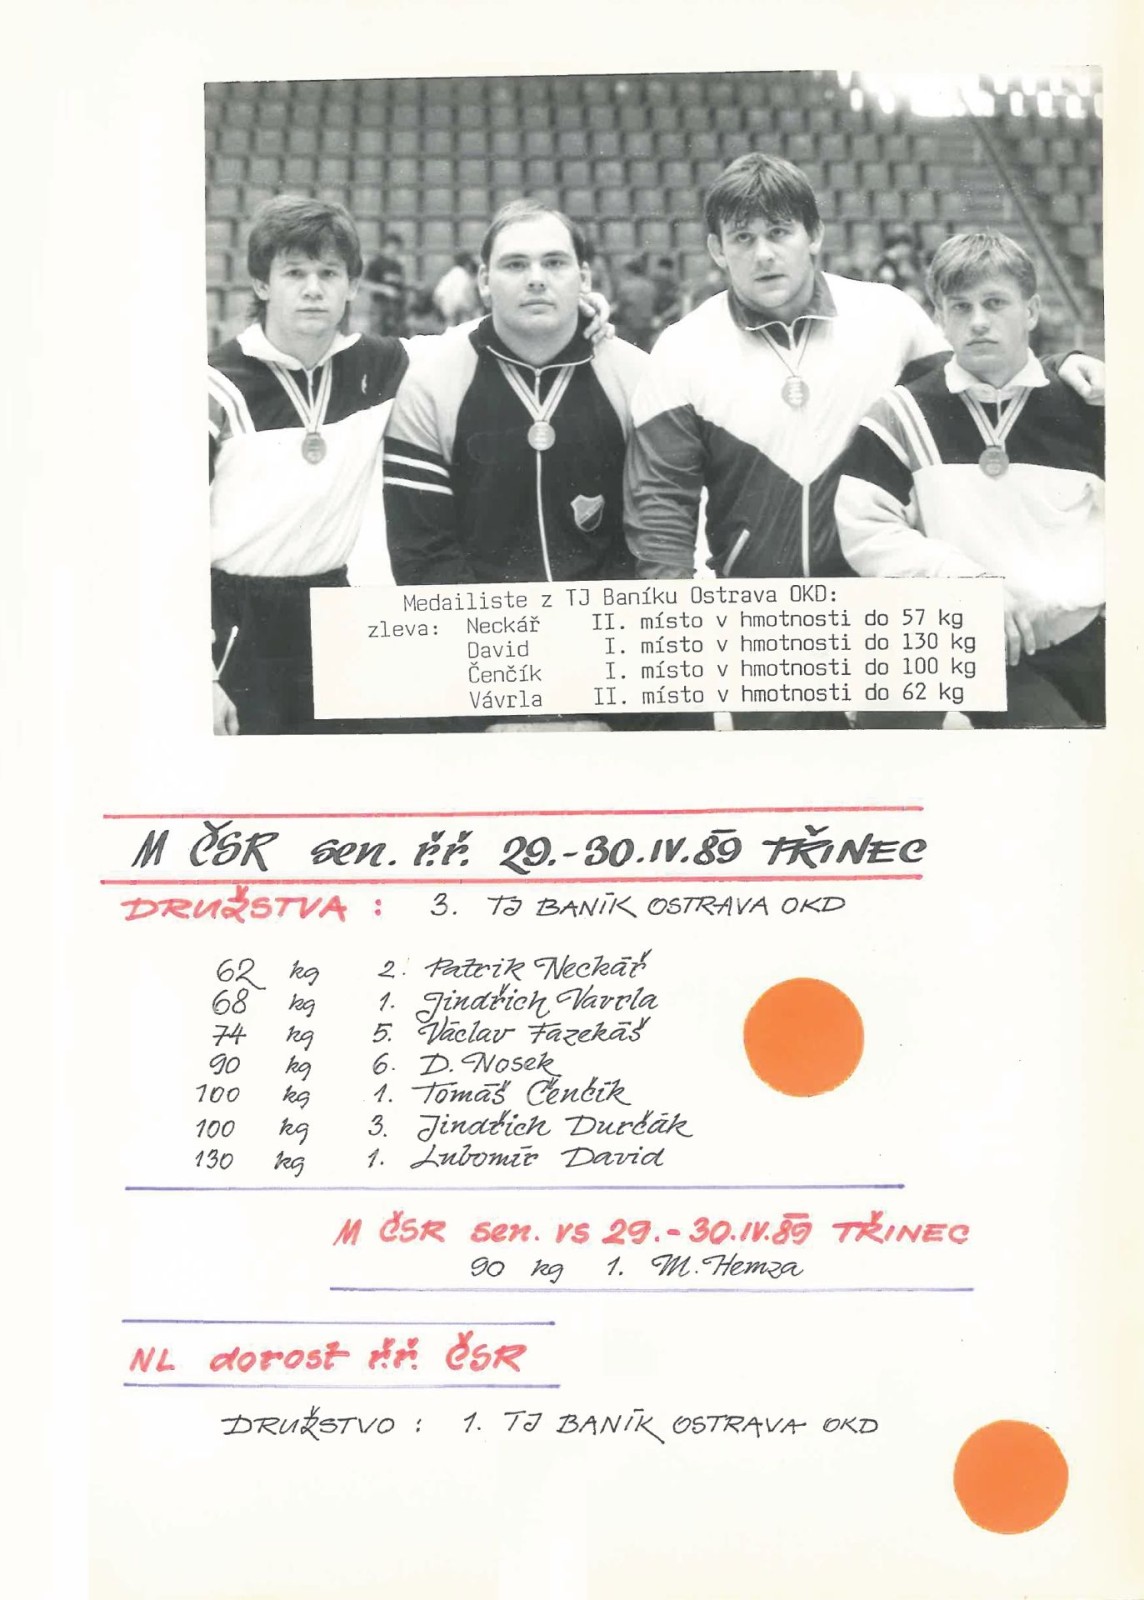 Medailiste z TJ Baníku Ostrava OKD:
zleva: Neckář II. místo v hmotnosti do 57 kg
David I. místo v hmotnosti do 130 kg
Čenčík I. místo v hmotnosti do 100 kg
Vávrla II. místo v hmotnosti do 62 kg
M ČSR sen. ř.ř. 29.-30.IV.89 TŘINEC
DRUŽSTVA : 3. TJ BANÍK OSTRAVA OKD
62 kg 2. Patrik Neckář
68 kg 1. Jindřich Vavrla
74 kg 5. Václav Fazekáš
90 kg 6. D. Nosek
100 kg 1. Tomáš Čenčík
100 kg 3. Jindřich Durčák
130 kg 1. Lubomír David
M ČSR sen. vs 29.-30.IV.89 TŘINEC
90 kg 1. M. Hemza
NL dorost ř.ř. ČSR
DRUŽSTVO : 1. TJ BANÍK OSTRAVA OKD